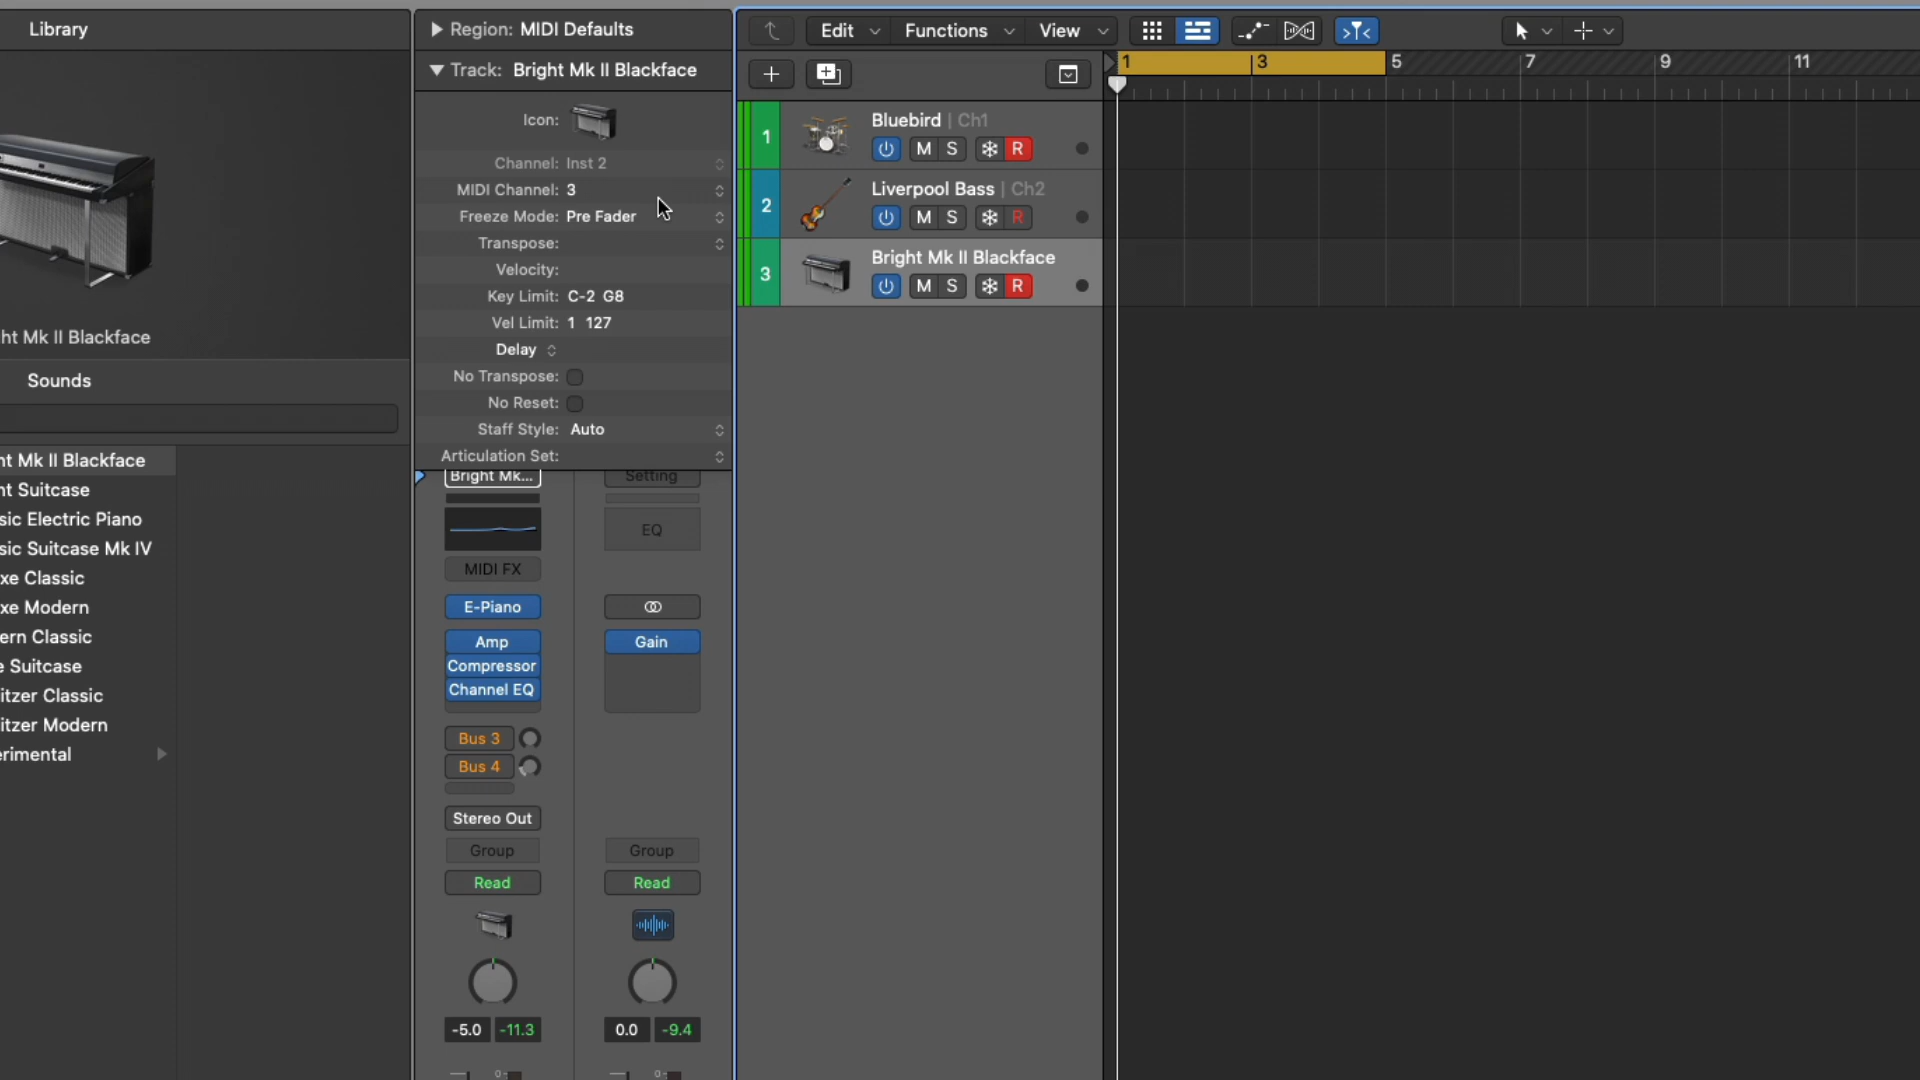 Library
ht Mk II Blackface
Sounds
ht Mk II Blackface
nt Suitcase
sic Electric Piano
sic Suitcase Mk IV
xe Classic
xe Modern
ern Classic
e Suitcase
itzer Classic
itzer Modern
erimental
Region: MIDI Defaults
Track: Bright Mk II Blackface
Icon:
Channel: Inst 2
MIDI Channel: 3
Freeze Mode: Pre Fader
Transpose:
Velocity:
Key Limit: C-2 G8
Vel Limit: 1 127
Delay
No Transpose:
No Reset:
Staff Style: Auto
Articulation Set:
Bright Mk... Setting
EQ
MIDI FX
E-Piano
Amp Gain
Compressor
Channel EQ
Bus 3
Bus 4
Stereo Out
Group Group
Read Read
-5.0 -11.3 0.0 -9.4
0 0
Edit Functions View
1 3 5 7 9 11
1 Bluebird | Ch1
M S R
2 Liverpool Bass | Ch2
M S R
3 Bright Mk II Blackface
M S R